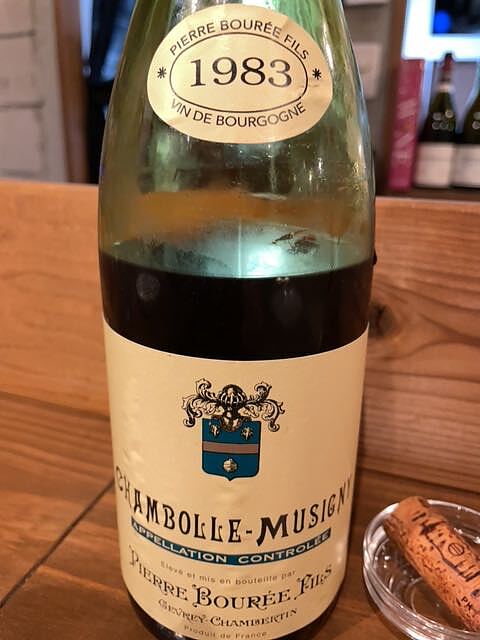 PIERRE BOURÉE FILS
* 1983 *
VIN DE BOURGOGNE
CHAMBOLLE-MUSIGNY
APPELLATION CONTROLÉE
Elevé et mis en bouteille par
PIERRE BOURÉE FILS
GEVREY-CHAMBERTIN
Produit de France